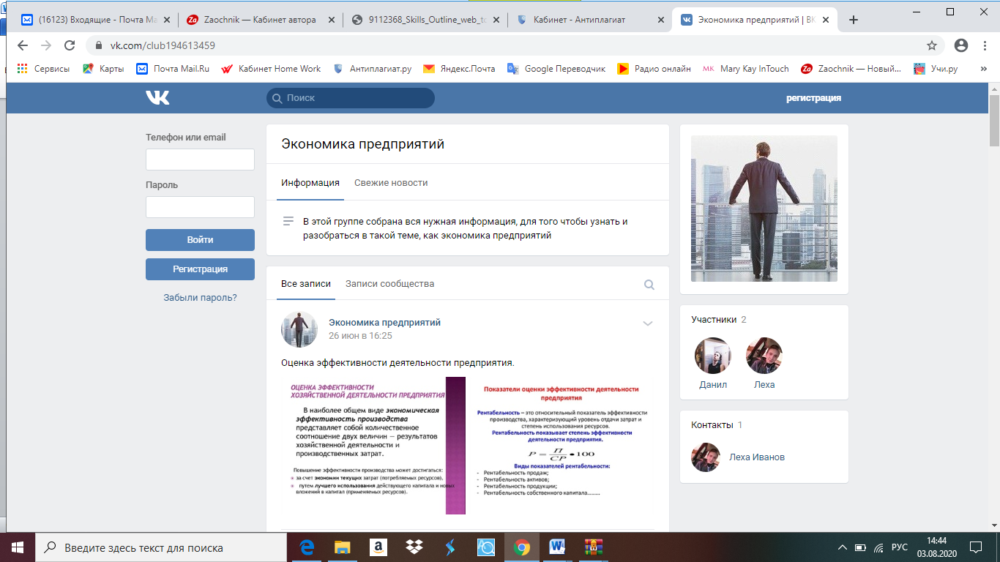 (16123) Входящие - Почта Ма
Zaochnik — Кабинет автора
9112368_Skills_Outline_web_to
Кабинет - Антиплагиат
Экономика предприятий | ВК
vk.com/club194613459
Сервисы
Карты
Почта Mail.Ru
Кабинет Home Work
Антиплагиат.ру
Яндекс.Почта
Google Переводчик
Радио онлайн
MK Mary Kay InTouch
Zaochnik — Новый...
Учи.ру
»
Поиск
регистрация
Телефон или email
Пароль
Войти
Регистрация
Забыли пароль?
Экономика предприятий
Информация
Свежие новости
В этой группе собрана вся нужная информация, для того чтобы узнать и
разобраться в такой теме, как экономика предприятий
Все записи
Записи сообщества
Экономика предприятий
26 июн в 16:25
Оценка эффективности деятельности предприятия.
ОЦЕНКА ЭФФЕКТИВНОСТИ
ХОЗЯЙСТВЕННОЙ ДЕЯТЕЛЬНОСТИ ПРЕДПРИЯТИЯ
В наиболее общем виде экономическая
эффективность производства
представляет собой количественное
соотношение двух величин — результатов
хозяйственной деятельности и
производственных затрат.
Повышение эффективности производства может достигаться:
за счет экономии текущих затрат (потребляемых ресурсов),
путем лучшего использования действующего капитала и новых
вложений в капитал (применяемых ресурсов).
Показатели оценки эффективности деятельности
предприятия
Рентабельность – это относительный показатель эффективности
производства, характеризующий уровень отдачи затрат и
степень использования ресурсов.
Рентабельность показывает степень эффективности
деятельности предприятия.
P = П/СР • 100
Виды показателей рентабельности:
- Рентабельность продаж;
- Рентабельность активов;
- Рентабельность продукции;
- Рентабельность собственного капитала........
Участники 2
Данил
Леха
Контакты 1
Леха Иванов
Введите здесь текст для поиска
РУС
14:44
03.08.2020